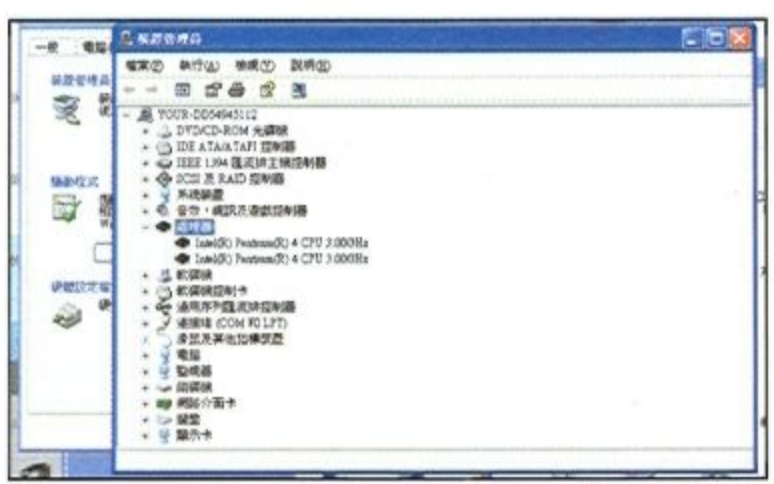 裝置管理員
檔案(F) 執行(A) 檢視(V) 說明(H)
一般
電腦
裝置管理員
驅動程式
YOUR-DD54945112
DVD/CD-ROM 光碟機
IDE ATA/ATAPI 控制器
IEEE 1394 匯流排主機控制器
SCSI 及 RAID 控制器
系統裝置
音效，視訊及遊戲控制器
處理器
Intel(R) Pentium(R) 4 CPU 3.00GHz
Intel(R) Pentium(R) 4 CPU 3.00GHz
軟碟機
軟碟機控制卡
通用序列匯流排控制器
連接埠 (COM 和 LPT)
滑鼠及其他指標裝置
電腦
監視器
磁碟機
網路介面卡
鍵盤
顯示卡